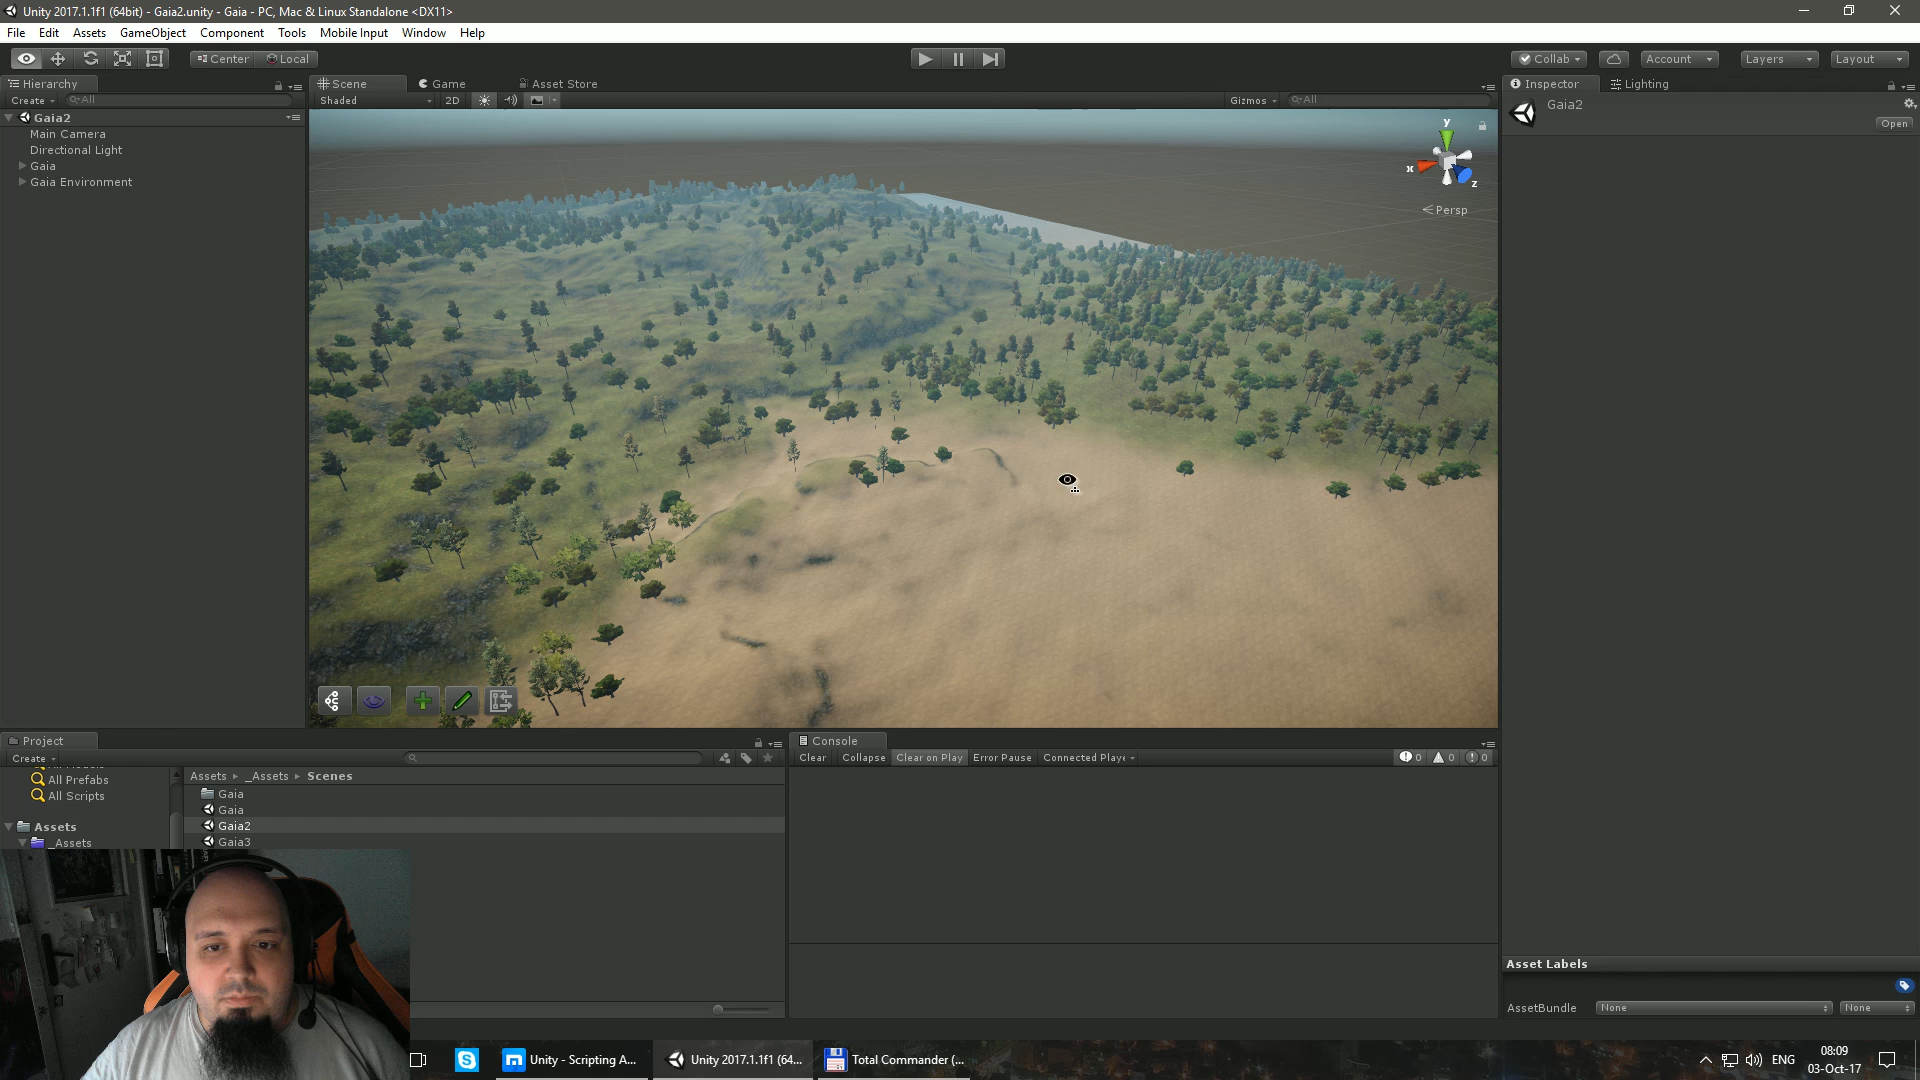 Unity 2017.1.1f1 (64bit) - Gaia2.unity - Gaia - PC, Mac & Linux Standalone <DX11>
File Edit Assets GameObject Component Tools Mobile Input Window Help
Center Local Collab Account Layers Layout
Hierarchy Scene Game Asset Store Inspector Lighting
Create All Shaded 2D Gizmos All
Gaia2
Open
Gaia2
Main Camera
Directional Light
Gaia
Gaia Environment
y
x
z
Persp
Project
Create
All Prefabs
All Scripts
Assets
_Assets
Assets _Assets Scenes
Gaia
Gaia
Gaia2
Gaia3
Console
Clear Collapse Clear on Play Error Pause Connected Playe 0 0 0
Asset Labels
AssetBundle None None
Unity - Scripting A...
Unity 2017.1.1f1 (64...
Total Commander (...
ENG
08:09
03-Oct-17